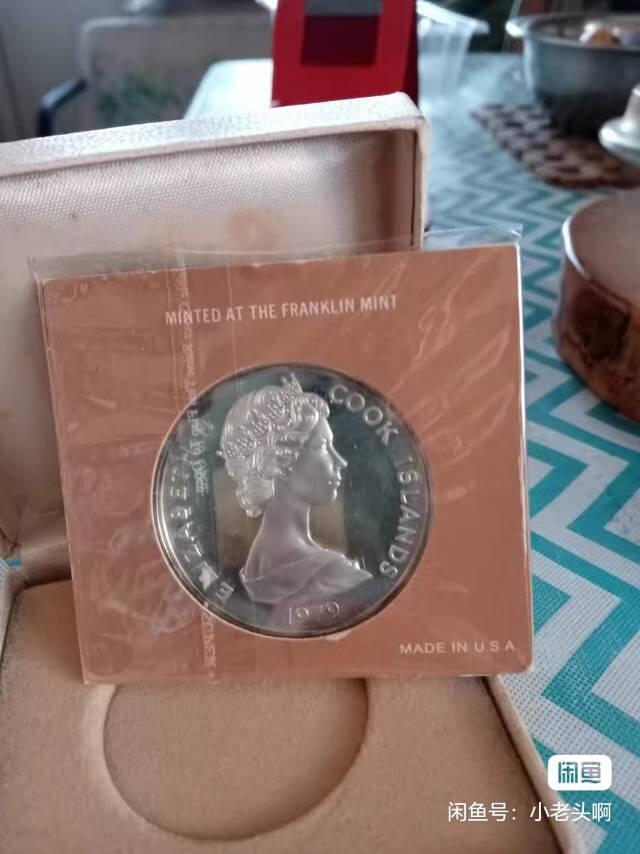 MINTED AT THE FRANKLIN MINT
COOK ISLANDS
1979
MADE IN U S A
闲鱼
闲鱼号：小老头啊